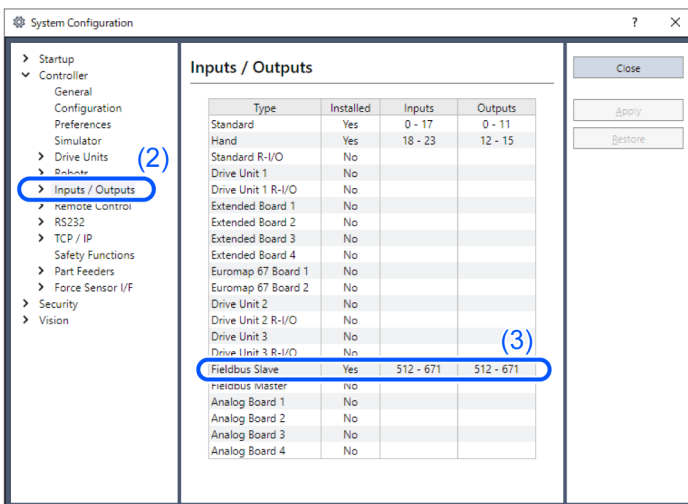 System Configuration
? ×
Startup
Controller
General
Configuration
Preferences
Simulator
Drive Units
(2)
Robots
Inputs / Outputs
Remote Control
RS232
TCP / IP
Safety Functions
Part Feeders
Force Sensor I/F
Security
Vision
Inputs / Outputs
Type Installed Inputs Outputs
Standard Yes 0 - 17 0 - 11
Hand Yes 18 - 23 12 - 15
Standard R-I/O No
Drive Unit 1 No
Drive Unit 1 R-I/O No
Extended Board 1 No
Extended Board 2 No
Extended Board 3 No
Extended Board 4 No
Euromap 67 Board 1 No
Euromap 67 Board 2 No
Drive Unit 2 No
Drive Unit 2 R-I/O No
Drive Unit 3 No
Drive Unit 3 R-I/O No
(3)
Fieldbus Slave Yes 512 - 671 512 - 671
Fieldbus Master No
Analog Board 1 No
Analog Board 2 No
Analog Board 3 No
Analog Board 4 No
Close
Apply
Restore